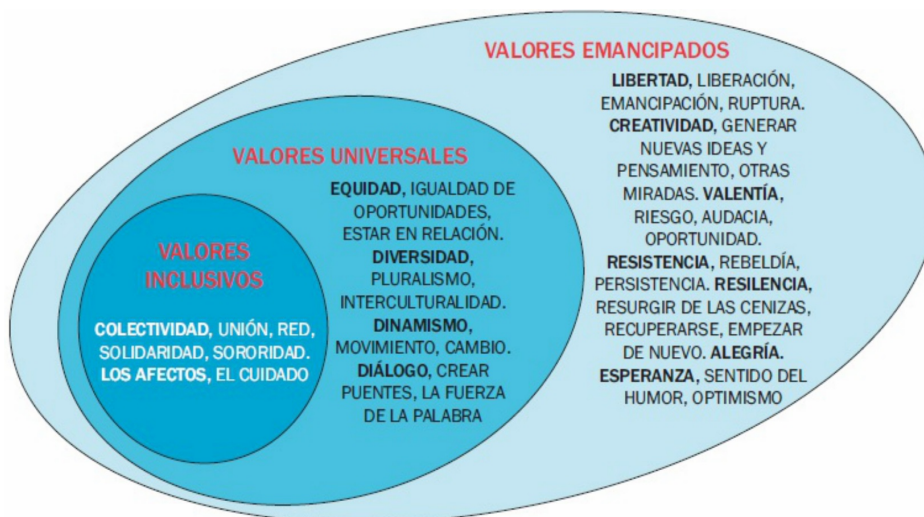 VALORES EMANCIPADOS
LIBERTAD, LIBERACIÓN,
EMANCIPACIÓN, RUPTURA.
CREATIVIDAD, GENERAR
NUEVAS IDEAS Y
PENSAMIENTO, OTRAS
MIRADAS. VALENTÍA,
RIESGO, AUDACIA,
OPORTUNIDAD.
RESISTENCIA, REBELDÍA,
PERSISTENCIA. RESILENCIA,
RESURGIR DE LAS CENIZAS,
RECUPERARSE, EMPEZAR
DE NUEVO. ALEGRÍA.
ESPERANZA, SENTIDO DEL
HUMOR, OPTIMISMO
VALORES UNIVERSALES
EQUIDAD, IGUALDAD DE
OPORTUNIDADES,
ESTAR EN RELACIÓN.
DIVERSIDAD,
PLURALISMO,
INTERCULTURALIDAD.
DINAMISMO,
MOVIMIENTO, CAMBIO.
DIÁLOGO, CREAR
PUENTES, LA FUERZA
DE LA PALABRA
VALORES
INCLUSIVOS
COLECTIVIDAD, UNIÓN, RED,
SOLIDARIDAD, SORORIDAD.
LOS AFECTOS, EL CUIDADO